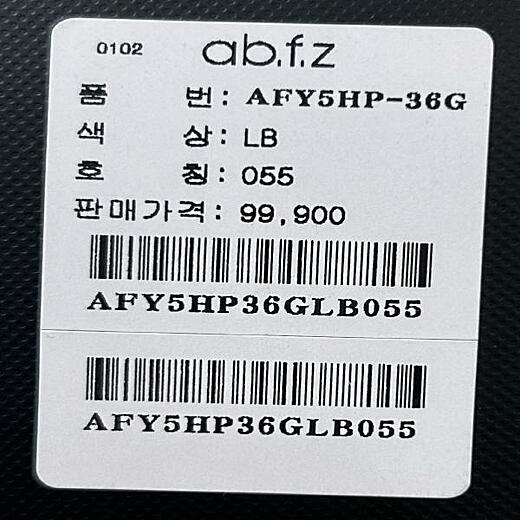 0102 ab.f.z
품 번: AFY5HP-36G
색 상: LB
호 칭: 055
판매가격: 99,900
AFY5HP36GLB055
AFY5HP36GLB055